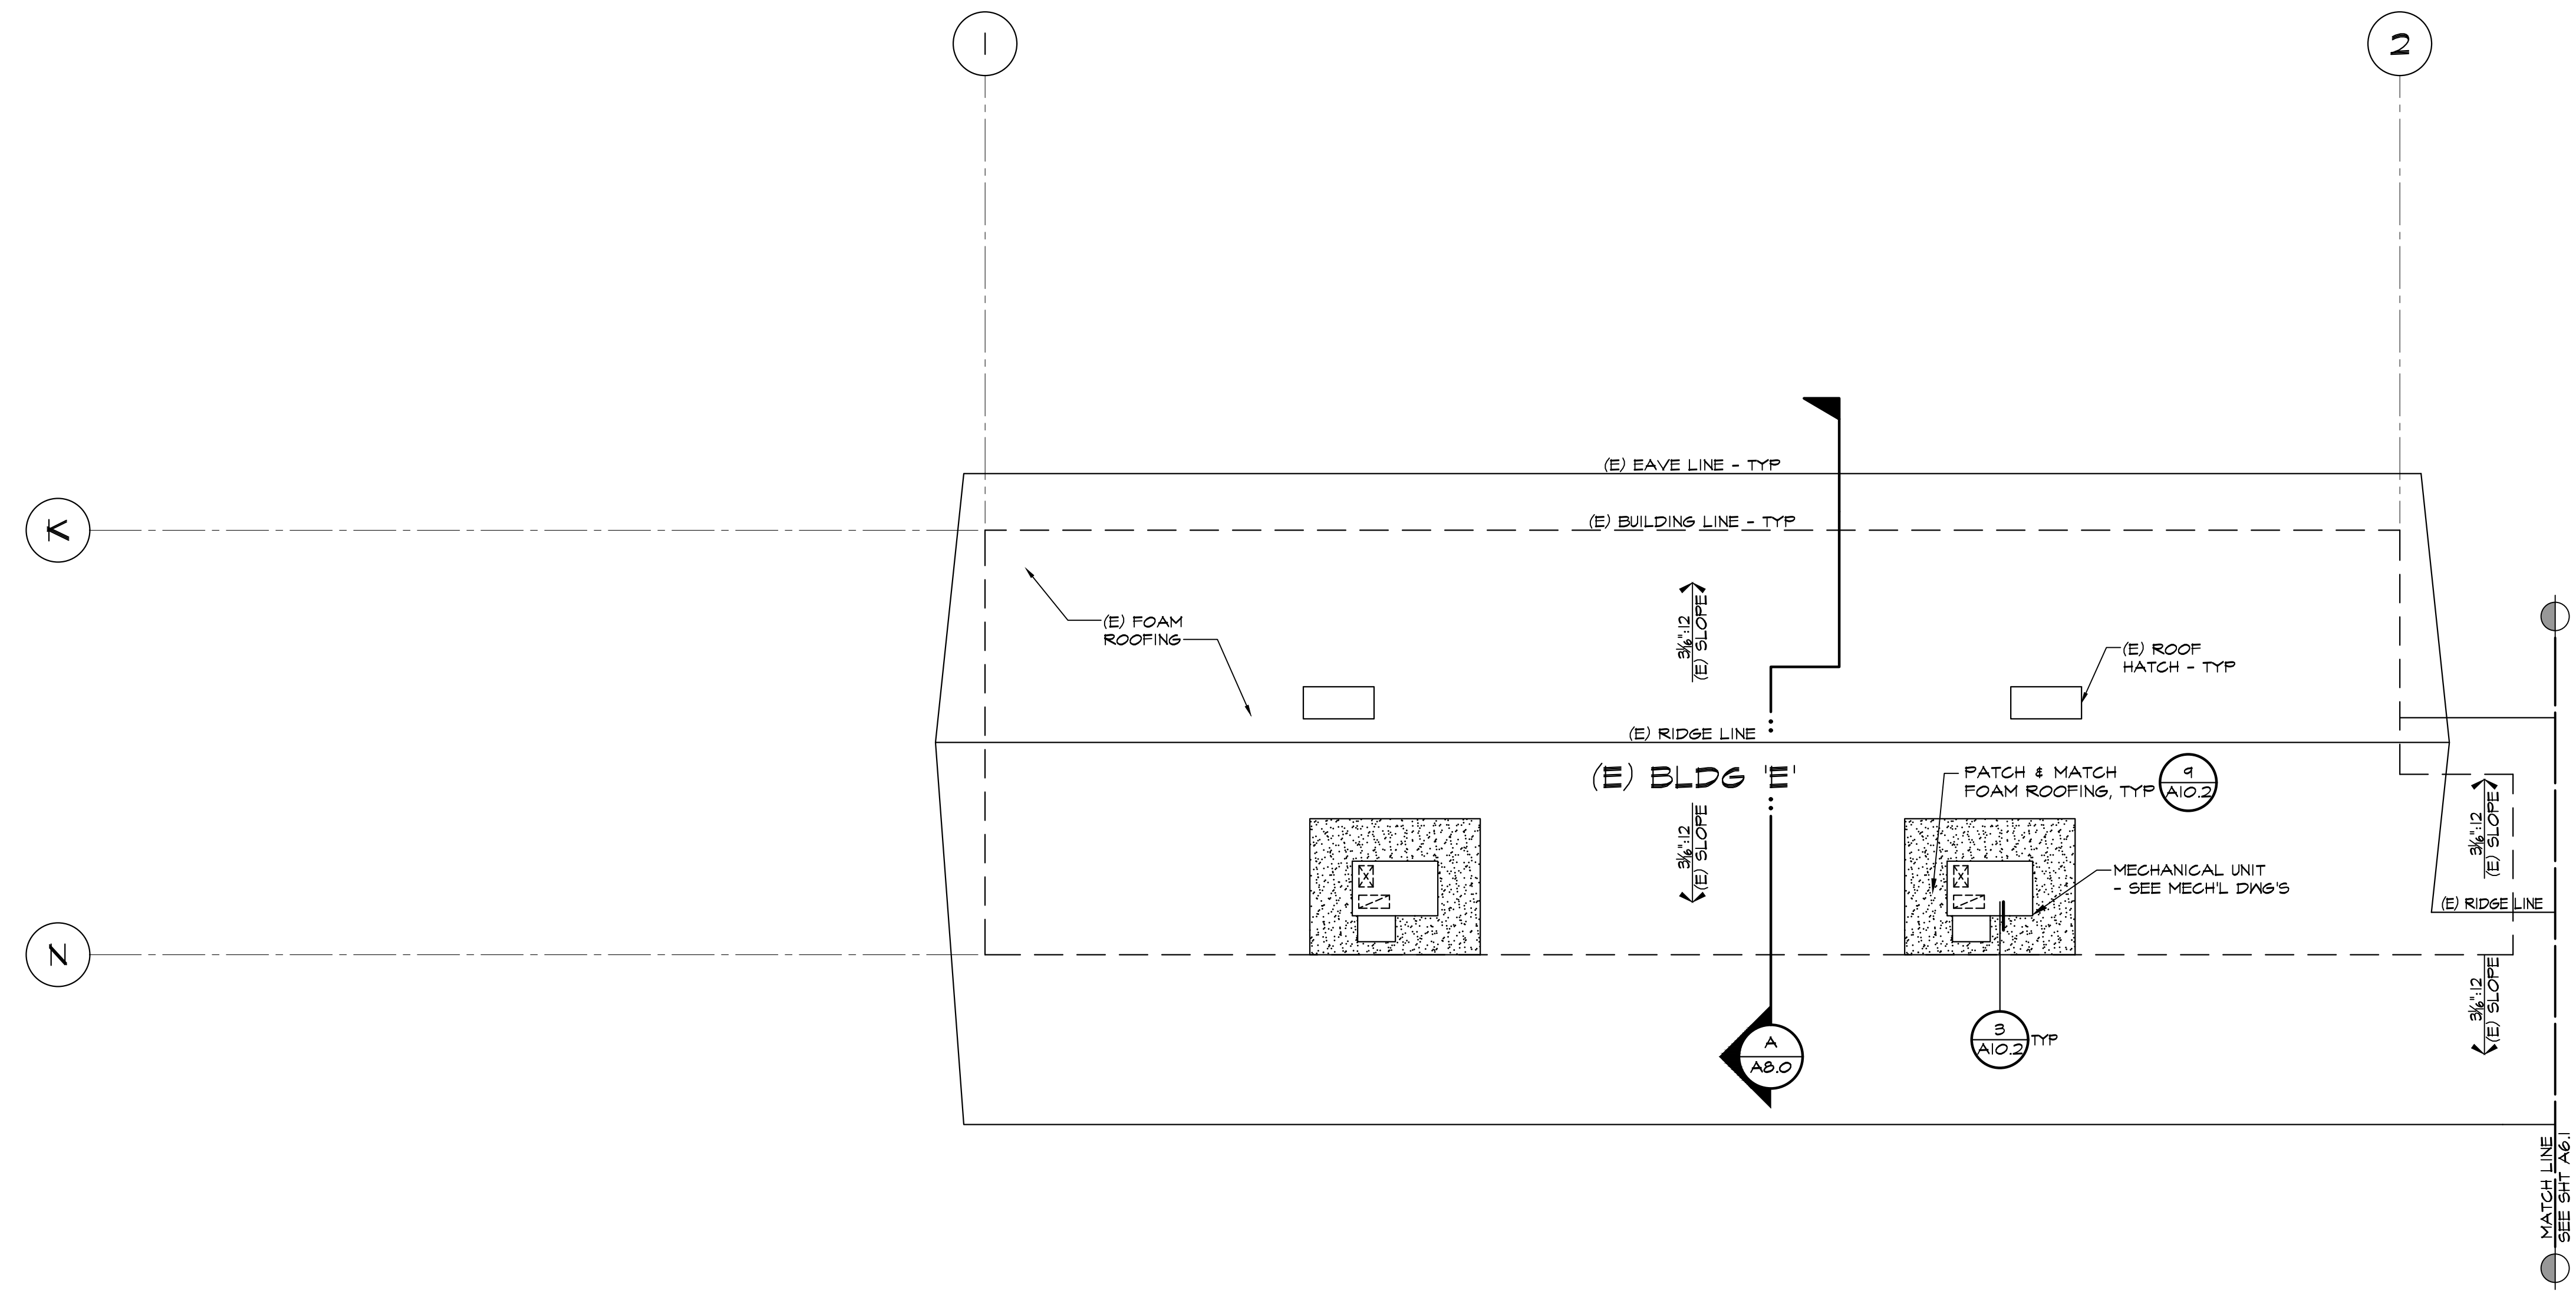 1
2
K
N
(E) EAVE LINE - TYP
(E) BUILDING LINE - TYP
(E) FOAM
ROOFING
3/16":12
(E) SLOPE
(E) ROOF
HATCH - TYP
(E) RIDGE LINE
(E) BLDG 'E'
PATCH & MATCH
FOAM ROOFING, TYP
9
A10.2
3/16":12
(E) SLOPE
3/16":12
(E) SLOPE
MECHANICAL UNIT
- SEE MECH'L DWG'S
(E) RIDGE LINE
3/16":12
(E) SLOPE
A
A8.0
3
A10.2
TYP
MATCH LINE
SEE SHT A6.1